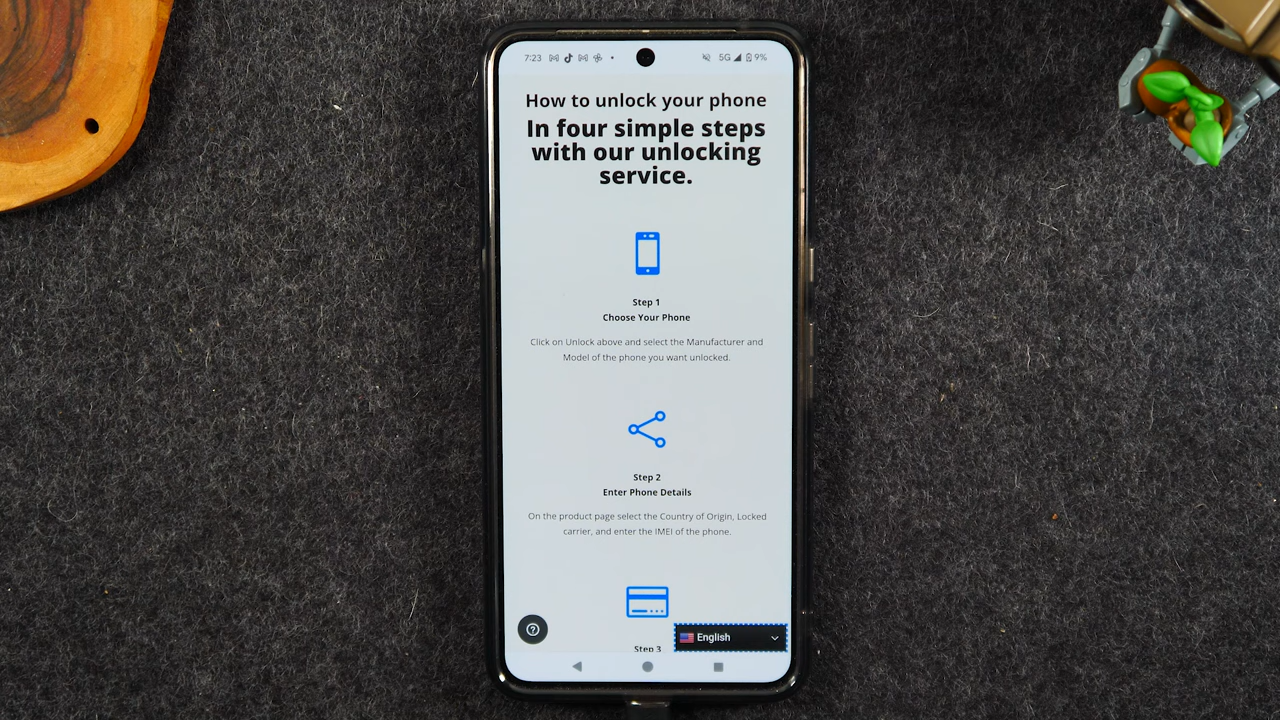 7:23
5G 9%
How to unlock your phone
In four simple steps
with our unlocking
service.
Step 1
Choose Your Phone
Click on Unlock above and select the Manufacturer and
Model of the phone you want unlocked.
Step 2
Enter Phone Details
On the product page select the Country of Origin, Locked
carrier, and enter the IMEI of the phone.
Step 3
English